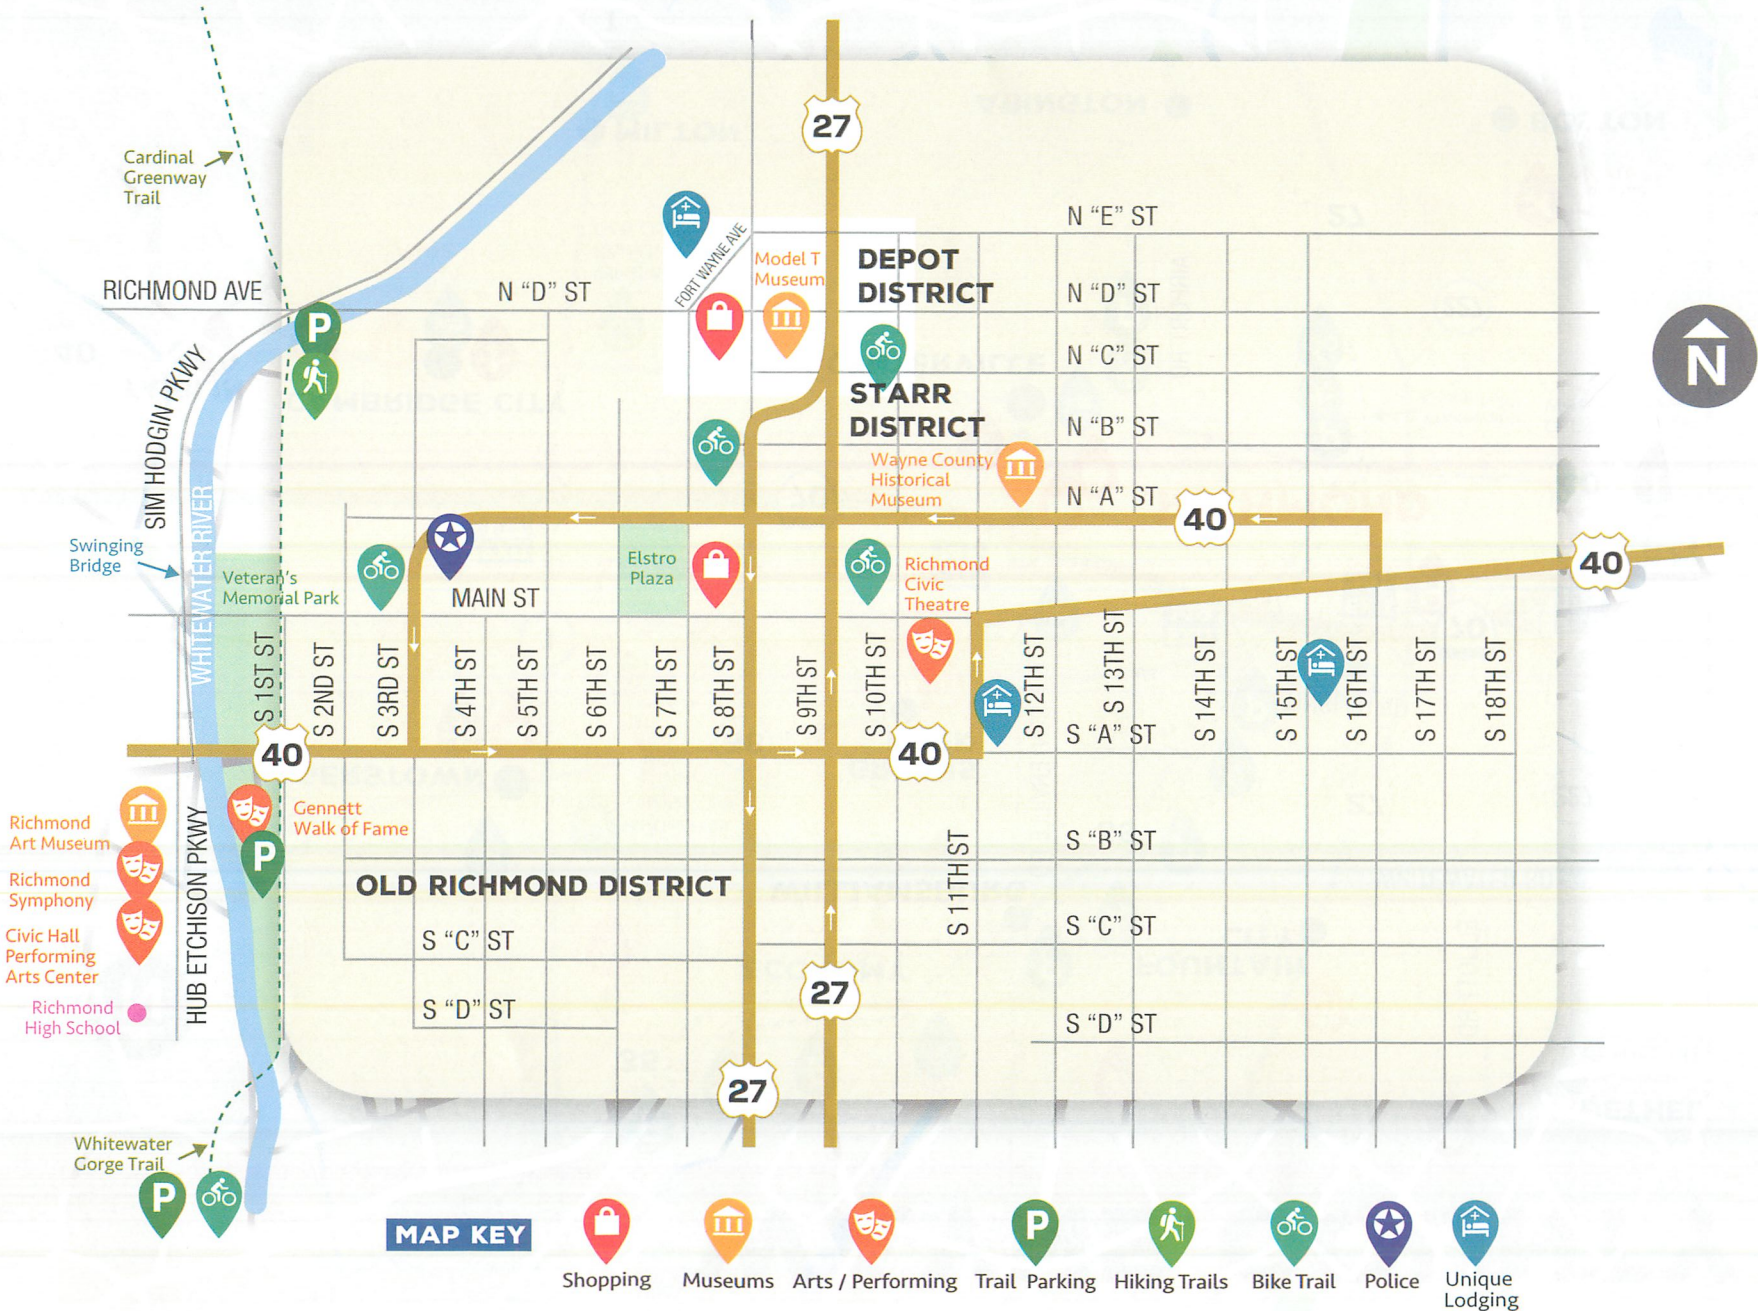 27
Cardinal
Greenway
Trail
N "E" ST
FORT WAYNE AVE
Model T
Museum
DEPOT
DISTRICT
RICHMOND AVE
N "D" ST
N "D" ST
P
N "C" ST
N
SIM HODGIN PKWY
STARR
DISTRICT
N "B" ST
Wayne County
Historical
Museum
N "A" ST
40
WHITEWATER RIVER
Swinging
Bridge
Veteran's
Memorial Park
MAIN ST
Elstro
Plaza
Richmond
Civic
Theatre
40
S 1ST ST
S 2ND ST
S 3RD ST
S 4TH ST
S 5TH ST
S 6TH ST
S 7TH ST
S 8TH ST
S 9TH ST
S 10TH ST
S 12TH ST
S 13TH ST
S 14TH ST
S 15TH ST
S 16TH ST
S 17TH ST
S 18TH ST
S "A" ST
40
40
Richmond
Art Museum
Gennett
Walk of Fame
P
S "B" ST
S 11TH ST
HUB ETCHISON PKWY
Richmond
Symphony
OLD RICHMOND DISTRICT
Civic Hall
Performing
Arts Center
S "C" ST
S "C" ST
Richmond
High School
S "D" ST
27
S "D" ST
27
Whitewater
Gorge Trail
P
MAP KEY
P
Shopping
Museums
Arts / Performing
Trail Parking
Hiking Trails
Bike Trail
Police
Unique
Lodging